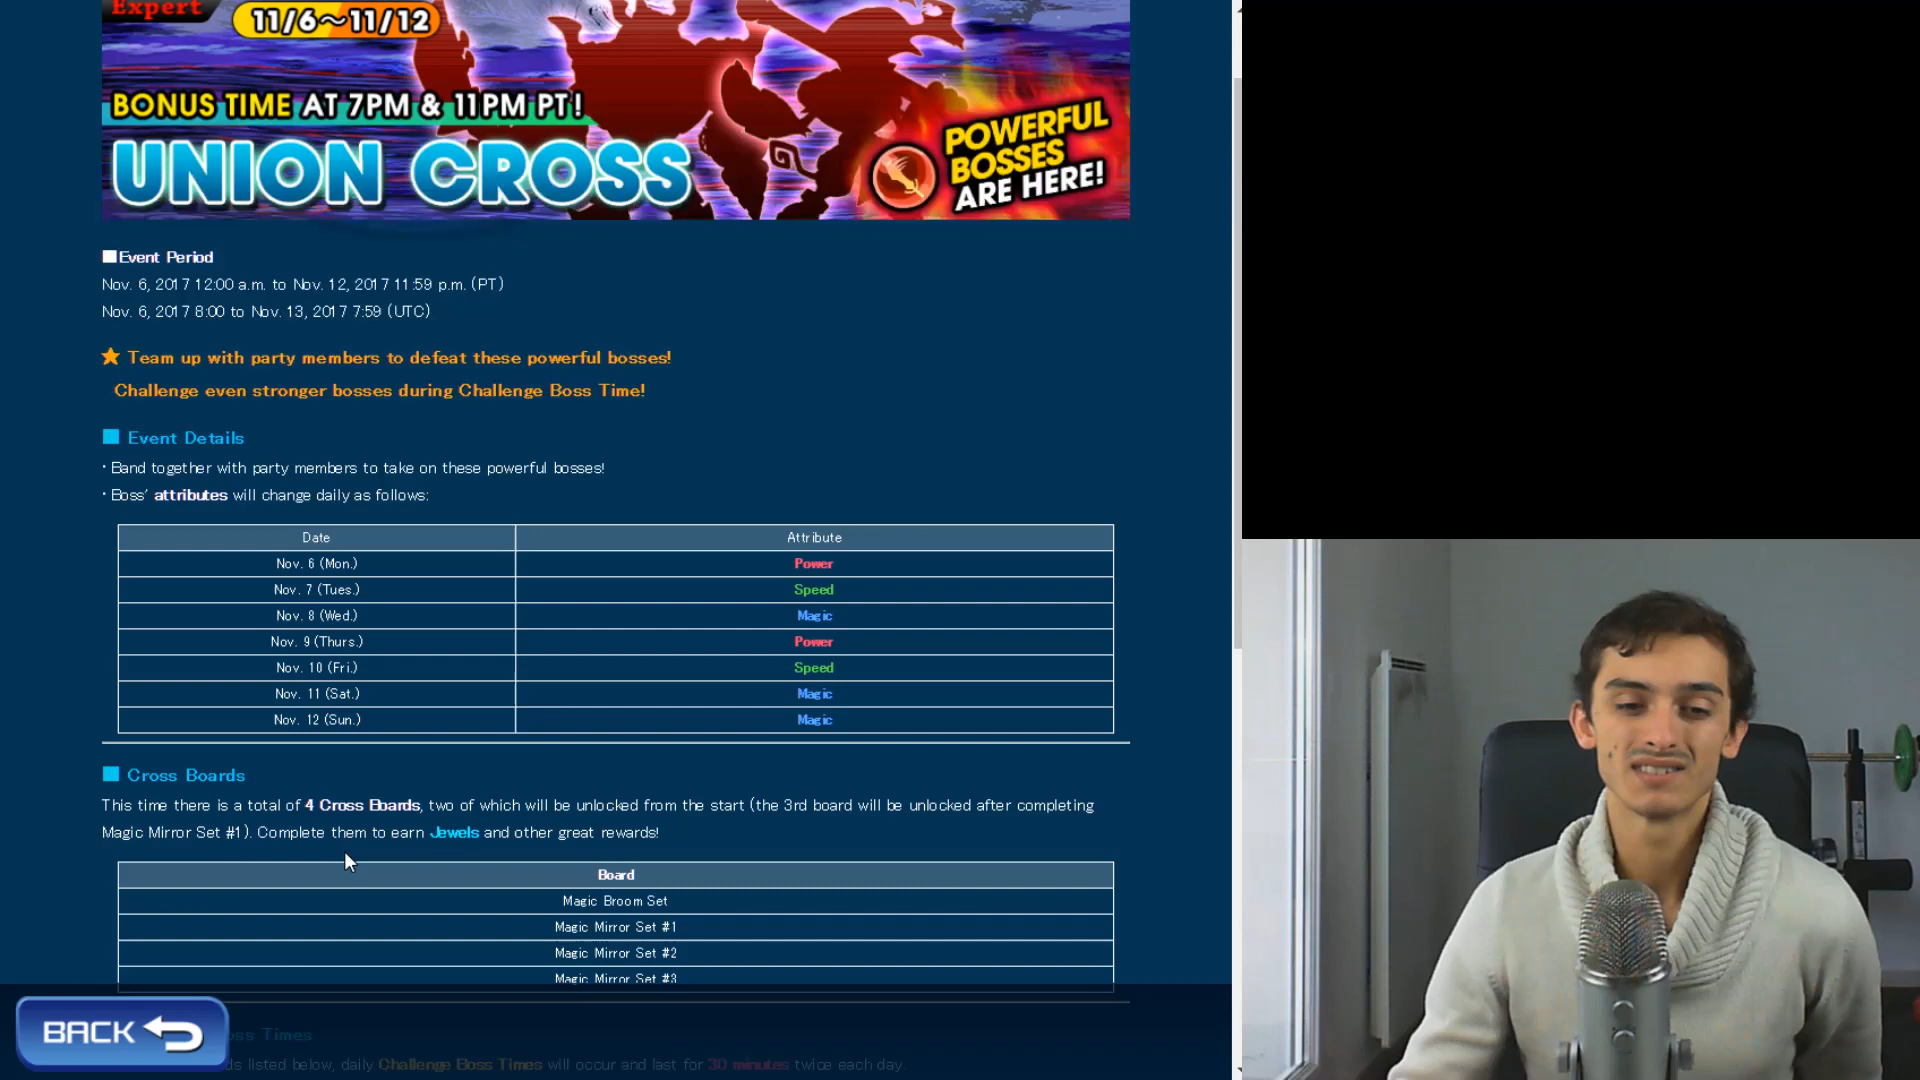 Expert
11/6～11/12
BONUS TIME AT 7PM & 11PM PT!
UNION CROSS
POWERFUL
BOSSES
ARE HERE!
■Event Period
Nov. 6, 2017 12:00 a.m. to Nov. 12, 2017 11:59 p.m. (PT)
Nov. 6, 2017 8:00 to Nov. 13, 2017 7:59 (UTC)
★ Team up with party members to defeat these powerful bosses!
Challenge even stronger bosses during Challenge Boss Time!
■ Event Details
・Band together with party members to take on these powerful bosses!
・Boss' attributes will change daily as follows:
Date Attribute
Nov. 6 (Mon.) Power
Nov. 7 (Tues.) Speed
Nov. 8 (Wed.) Magic
Nov. 9 (Thurs.) Power
Nov. 10 (Fri.) Speed
Nov. 11 (Sat.) Magic
Nov. 12 (Sun.) Magic
■ Cross Boards
This time there is a total of 4 Cross Boards, two of which will be unlocked from the start (the 3rd board will be unlocked after completing
Magic Mirror Set #1). Complete them to earn Jewels and other great rewards!
Board
Magic Broom Set
Magic Mirror Set #1
Magic Mirror Set #2
Magic Mirror Set #3
BACK
oss Times
ds listed below, daily Challenge Boss Times will occur and last for 30 minutes twice each day.